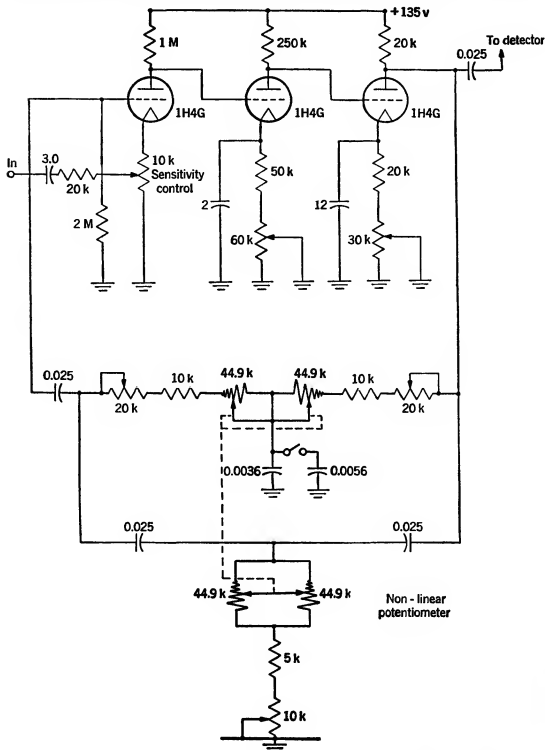 +135 v
To detector
1 M
250 k
20 k
0.025
1H4G
1H4G
1H4G
In
3.0
20 k
10 k
Sensitivity
control
2 M
2
50 k
60 k
12
20 k
30 k
0.025
20 k
10 k
44.9 k
44.9 k
10 k
20 k
0.0036
0.0056
0.025
0.025
44.9 k
44.9 k
Non - linear
potentiometer
5 k
10 k